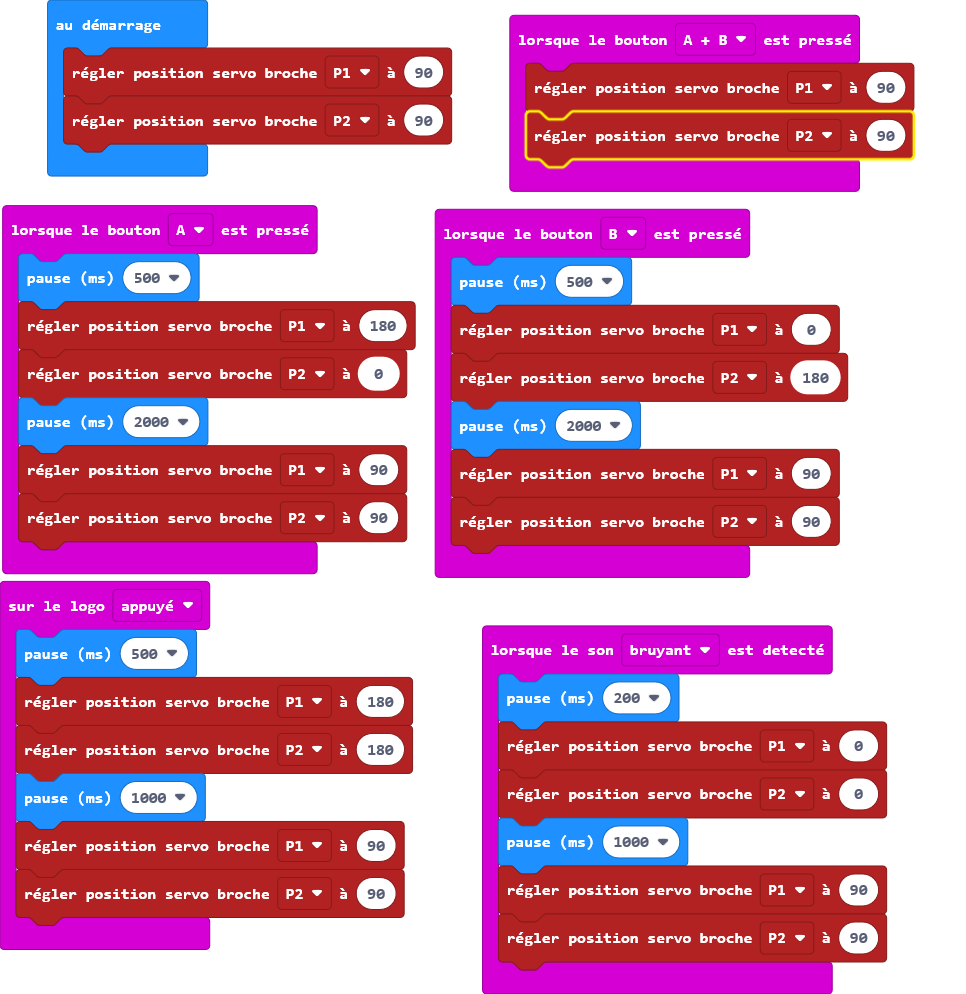 au démarrage
régler position servo broche P1 à 90
régler position servo broche P2 à 90
lorsque le bouton A + B est pressé
régler position servo broche P1 à 90
régler position servo broche P2 à 90
lorsque le bouton A est pressé
pause (ms) 500
régler position servo broche P1 à 180
régler position servo broche P2 à 0
pause (ms) 2000
régler position servo broche P1 à 90
régler position servo broche P2 à 90
lorsque le bouton B est pressé
pause (ms) 500
régler position servo broche P1 à 0
régler position servo broche P2 à 180
pause (ms) 2000
régler position servo broche P1 à 90
régler position servo broche P2 à 90
sur le logo appuyé
pause (ms) 500
régler position servo broche P1 à 180
régler position servo broche P2 à 180
pause (ms) 1000
régler position servo broche P1 à 90
régler position servo broche P2 à 90
lorsque le son bruyant est detecté
pause (ms) 200
régler position servo broche P1 à 0
régler position servo broche P2 à 0
pause (ms) 1000
régler position servo broche P1 à 90
régler position servo broche P2 à 90